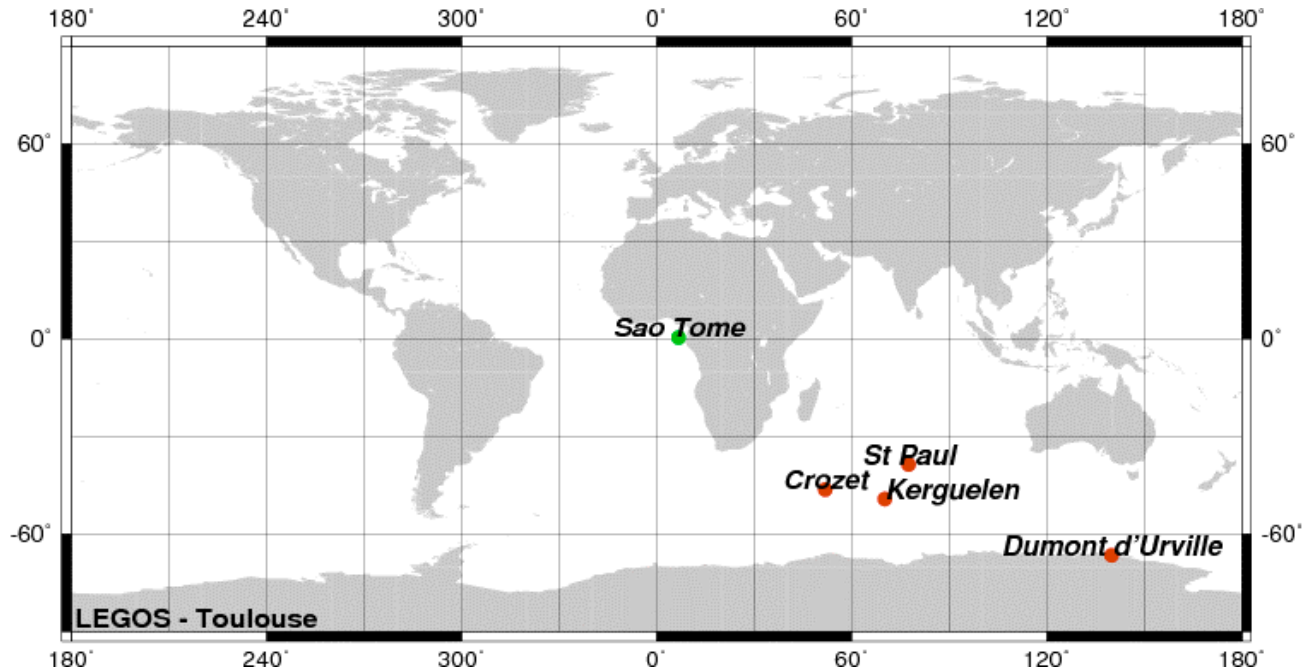 180° 240° 300° 0° 60° 120° 180°
60° 60°
Sao Tome
0° 0°
St Paul
Crozet
Kerguelen
-60° -60°
Dumont d'Urville
LEGOS - Toulouse
180° 240° 300° 0° 60° 120° 180°